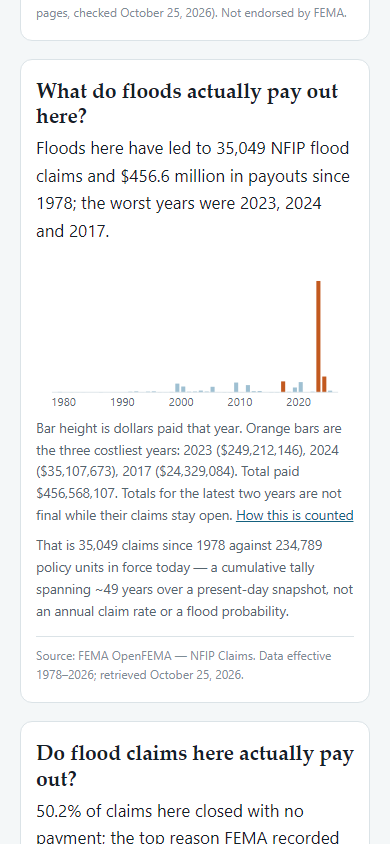 pages, checked October 25, 2026). Not endorsed by FEMA.
What do floods actually pay out
here?
Floods here have led to 35,049 NFIP flood
claims and $456.6 million in payouts since
1978; the worst years were 2023, 2024
and 2017.
1980 1990 2000 2010 2020
Bar height is dollars paid that year. Orange bars are
the three costliest years: 2023 ($249,212,146), 2024
($35,107,673), 2017 ($24,329,084). Total paid
$456,568,107. Totals for the latest two years are not
final while their claims stay open. How this is counted
That is 35,049 claims since 1978 against 234,789
policy units in force today — a cumulative tally
spanning ~49 years over a present-day snapshot, not
an annual claim rate or a flood probability.
Source: FEMA OpenFEMA — NFIP Claims. Data effective
1978–2026; retrieved October 25, 2026.
Do flood claims here actually pay
out?
50.2% of claims here closed with no
payment; the top reason FEMA recorded